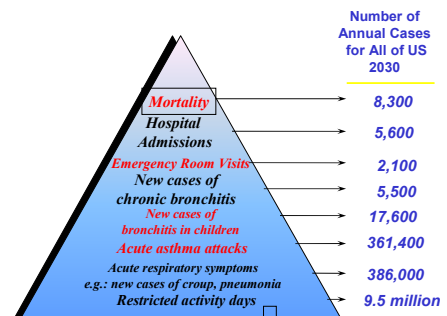 Number of
Annual Cases
for All of US
2030
Mortality
8,300
Hospital
Admissions
5,600
Emergency Room Visits
2,100
New cases of
chronic bronchitis
5,500
New cases of
bronchitis in children
17,600
Acute asthma attacks
361,400
Acute respiratory symptoms
e.g.: new cases of croup, pneumonia
386,000
Restricted activity days
9.5 million